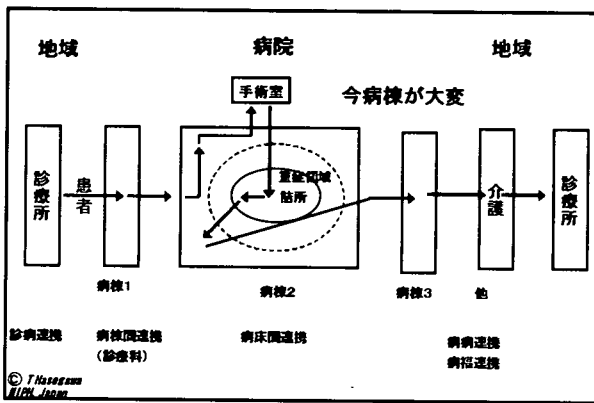 地域
病院
地域
手術室
今病棟が大変
診療所
患者
重症領域
詰所
介護
診療所
病棟1
病棟2
病棟3
他
診病連携
病棟間連携
(診療科)
病床間連携
病病連携
病福連携
© T Hasegawa
NIPH, Japan